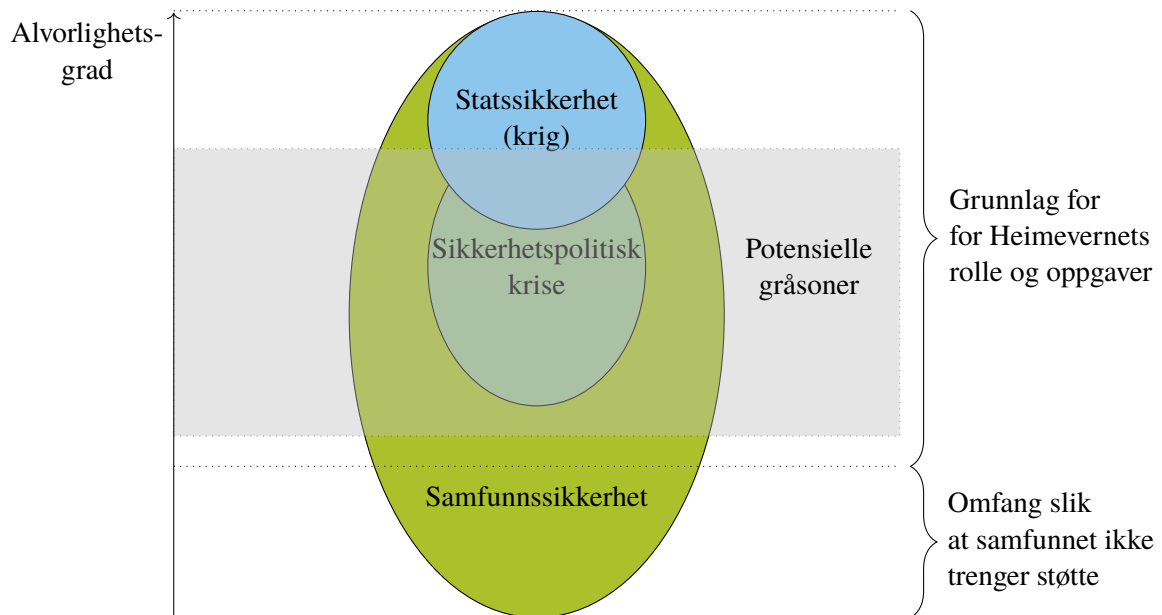 Alvorlighets-
grad
Statssikkerhet
(krig)
Sikkerhetspolitisk
krise
Potensielle
gråsoner
Grunnlag for
for Heimevernets
rolle og oppgaver
Samfunnssikkerhet
Omfang slik
at samfunnet ikke
trenger støtte